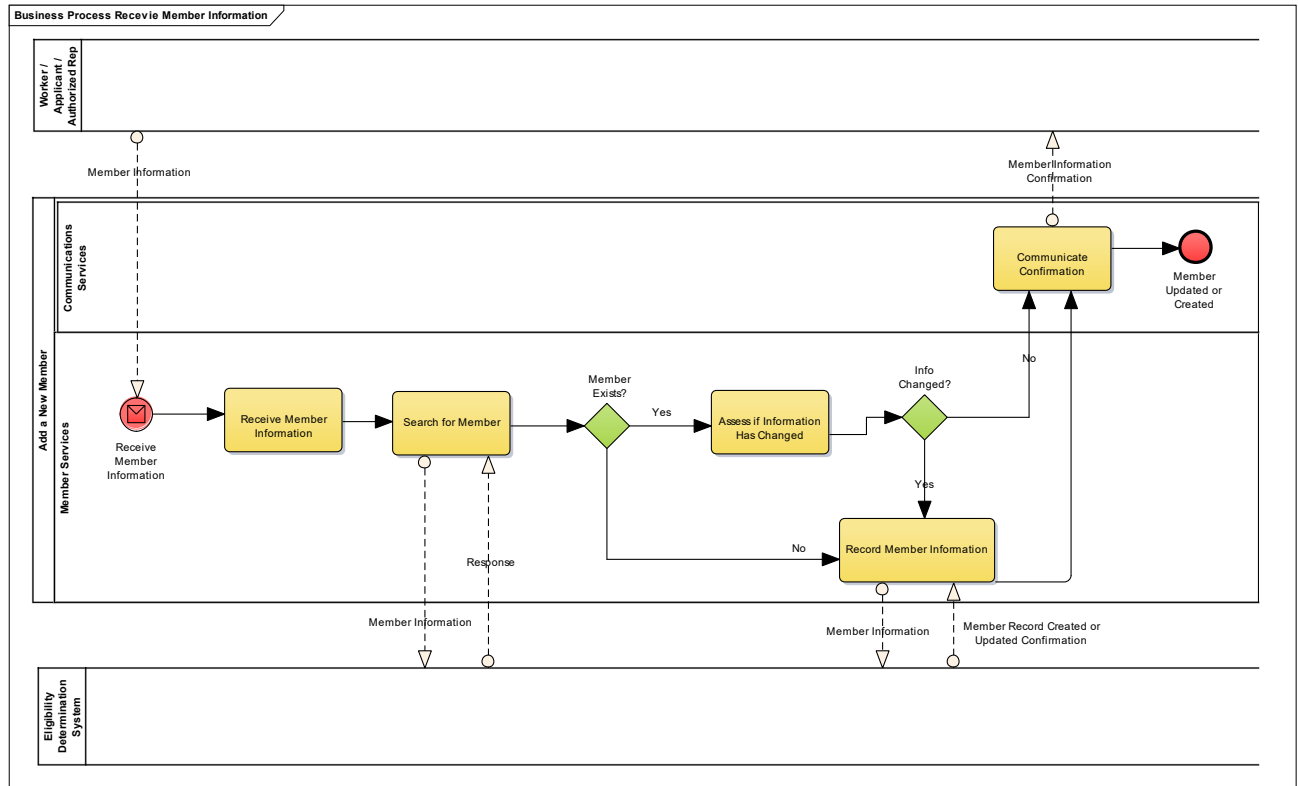 Business Process Recevie Member Information
Worker /
Applicant /
Authorized Rep
Member Information
Member Information
Confirmation
Add a New Member
Communications
Services
Communicate
Confirmation
Member
Updated or
Created
Member Services
Receive
Member
Information
Receive Member
Information
Search for Member
Member
Exists?
Yes
No
Assess if Information
Has Changed
Info
Changed?
No
Yes
Record Member Information
Member Information
Response
Member Information
Member Record Created or
Updated Confirmation
Eligibility
Determination
System